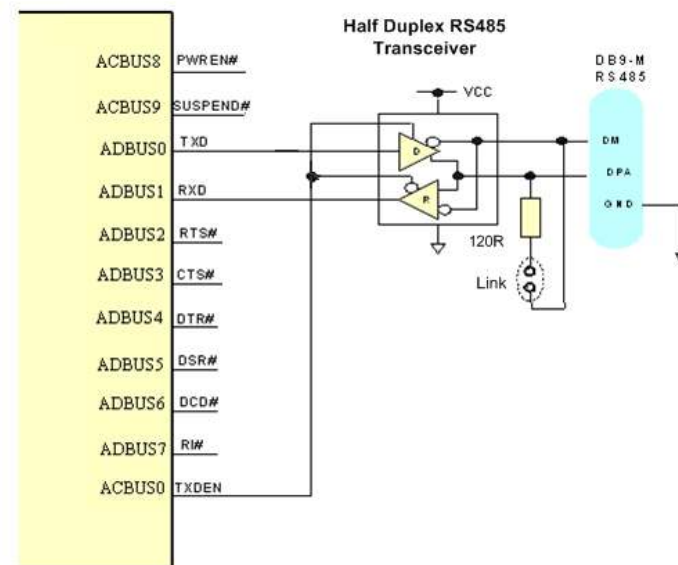 Half Duplex RS485
Transceiver
DB9-M
RS485
ACBUS8 PWREN#
VCC
ACBUS9 SUSPEND#
ADBUS0 TXD
D
DM
DPA
ADBUS1 RXD
R
GND
ADBUS2 RTS#
120R
ADBUS3 CTS#
Link
ADBUS4 DTR#
ADBUS5 DSR#
ADBUS6 DCD#
ADBUS7 RI#
ACBUS0 TXDEN